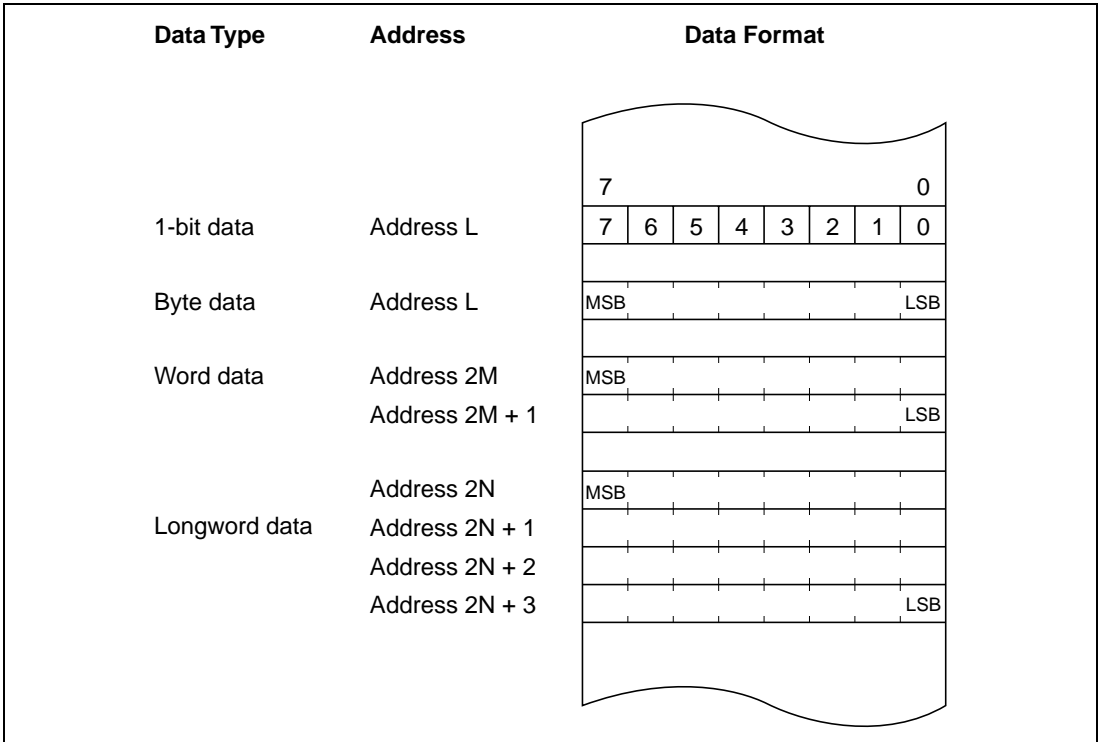 Data Type Address Data Format
7 0
1-bit data Address L 7 6 5 4 3 2 1 0
Byte data Address L MSB LSB
Word data Address 2M MSB
Address 2M + 1 LSB
Address 2N MSB
Longword data Address 2N + 1
Address 2N + 2
Address 2N + 3 LSB